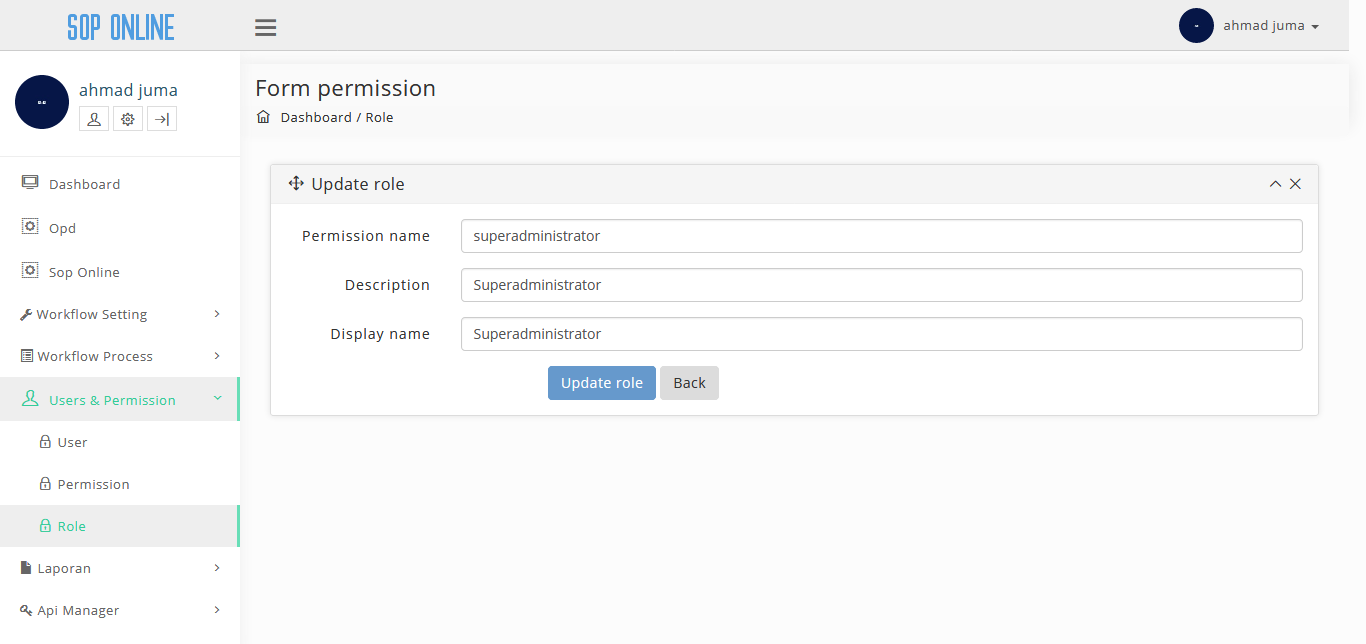 SOP ONLINE
ahmad juma
ahmad juma
Dashboard
Opd
Sop Online
Workflow Setting
Workflow Process
Users & Permission
User
Permission
Role
Laporan
Api Manager
Form permission
Dashboard / Role
Update role
Permission name superadministrator
Description Superadministrator
Display name Superadministrator
Update role Back